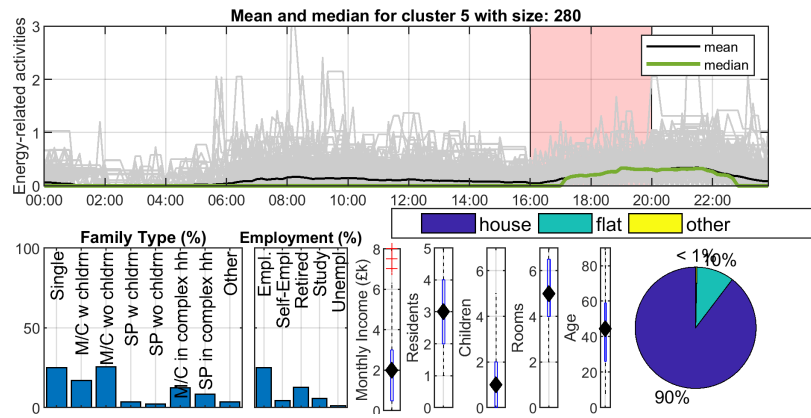 Mean and median for cluster 5 with size: 280
Energy-related activities
3
2
1
0
mean
median
00:00 02:00 04:00 06:00 08:00 10:00 12:00 14:00 16:00 18:00 20:00 22:00
house flat other
Family Type (%)
100
50
0
Single
M/C w chldrn
M/C wo chldrn
SP w chldrn
SP wo chldrn
M/C in complex hh
SP in complex hh
Other
Employment (%)
Empl.
Self-Empl
Retired
Study
Unempl
Monthly Income (£k)
8
6
4
2
0
Residents
5
4
3
2
1
0
Children
6
4
2
0
Rooms
6
4
2
0
Age
80
60
40
20
0
< 1%
10%
90%